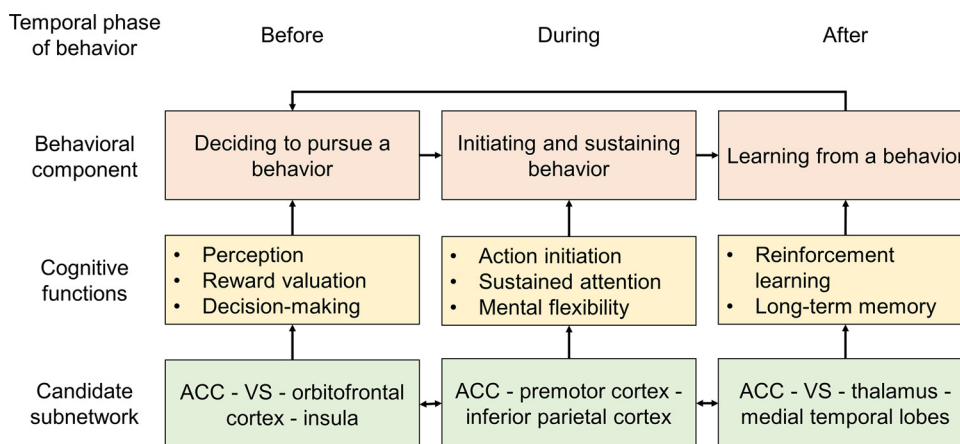 Temporal phase
of behavior
Before
During
After
Behavioral
component
Deciding to pursue a
behavior
Initiating and sustaining
behavior
Learning from a behavior
Cognitive
functions
• Perception
• Reward valuation
• Decision-making
• Action initiation
• Sustained attention
• Mental flexibility
• Reinforcement
learning
• Long-term memory
Candidate
subnetwork
ACC - VS - orbitofrontal
cortex - insula
ACC - premotor cortex -
inferior parietal cortex
ACC - VS - thalamus -
medial temporal lobes